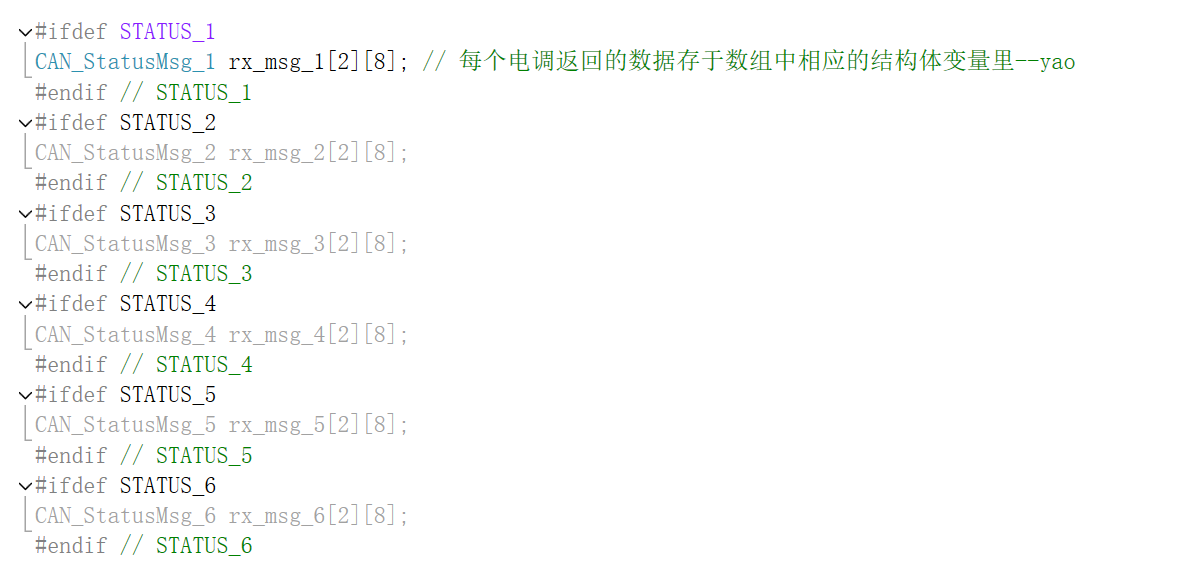 #ifdef STATUS_1
CAN_StatusMsg_1 rx_msg_1[2][8]; // 每个电调返回的数据存于数组中相应的结构体变量里--yao
#endif // STATUS_1
#ifdef STATUS_2
CAN_StatusMsg_2 rx_msg_2[2][8];
#endif // STATUS_2
#ifdef STATUS_3
CAN_StatusMsg_3 rx_msg_3[2][8];
#endif // STATUS_3
#ifdef STATUS_4
CAN_StatusMsg_4 rx_msg_4[2][8];
#endif // STATUS_4
#ifdef STATUS_5
CAN_StatusMsg_5 rx_msg_5[2][8];
#endif // STATUS_5
#ifdef STATUS_6
CAN_StatusMsg_6 rx_msg_6[2][8];
#endif // STATUS_6